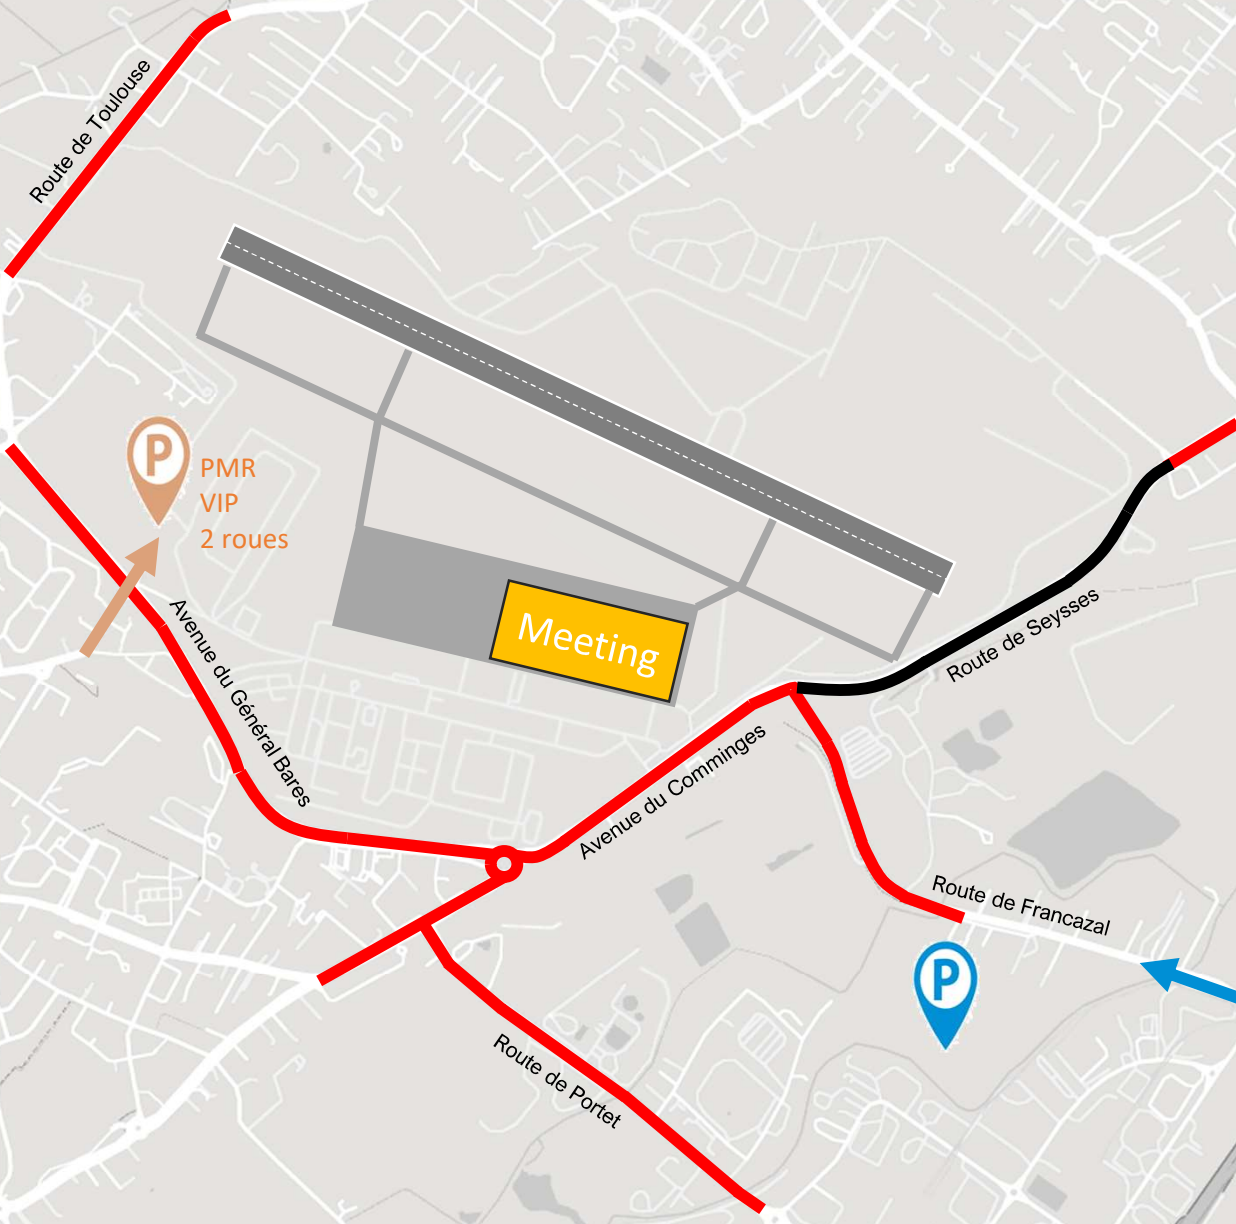 Route de Toulouse
P
PMR
VIP
2 roues
Meeting
Route de Seysses
Avenue du Général Bares
Avenue du Comminges
Route de Francazal
P
Route de Portet